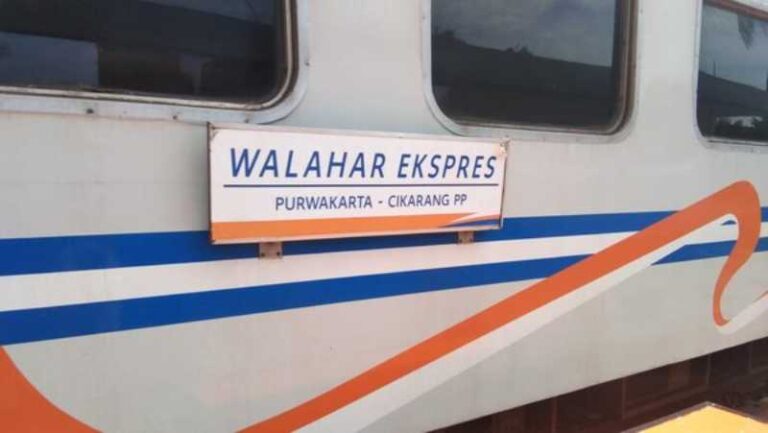 WALAHAR EKSPRES
PURWAKARTA - CIKARANG PP